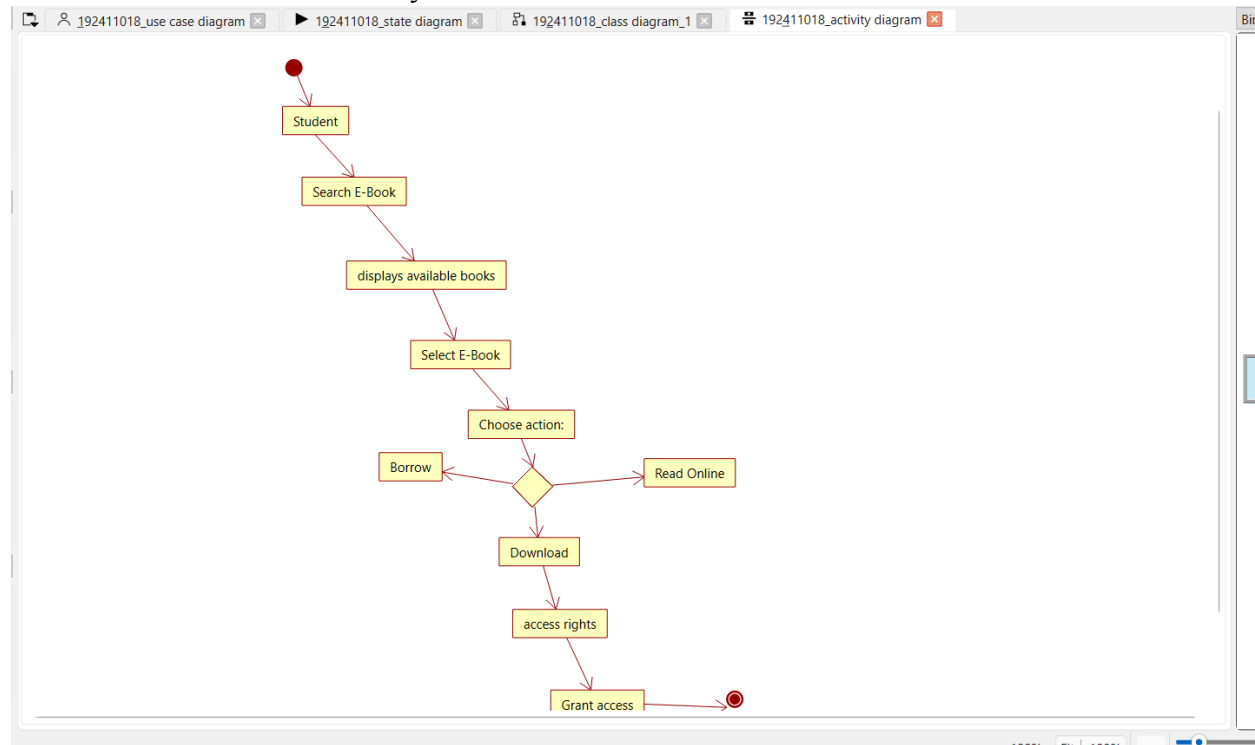 192411018_use case diagram
192411018_state diagram
192411018_class diagram_1
192411018_activity diagram
Student
Search E-Book
displays available books
Select E-Book
Choose action:
Borrow
Read Online
Download
access rights
Grant access